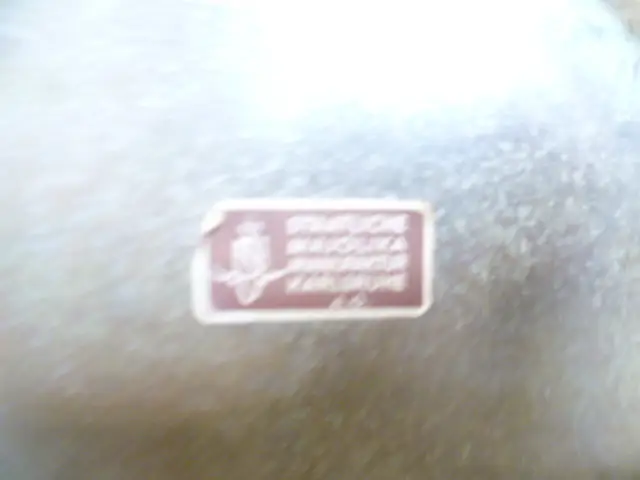 STAATLICHE
MAJOLIKA
MANUFAKTUR
KARLSRUHE
A.G.